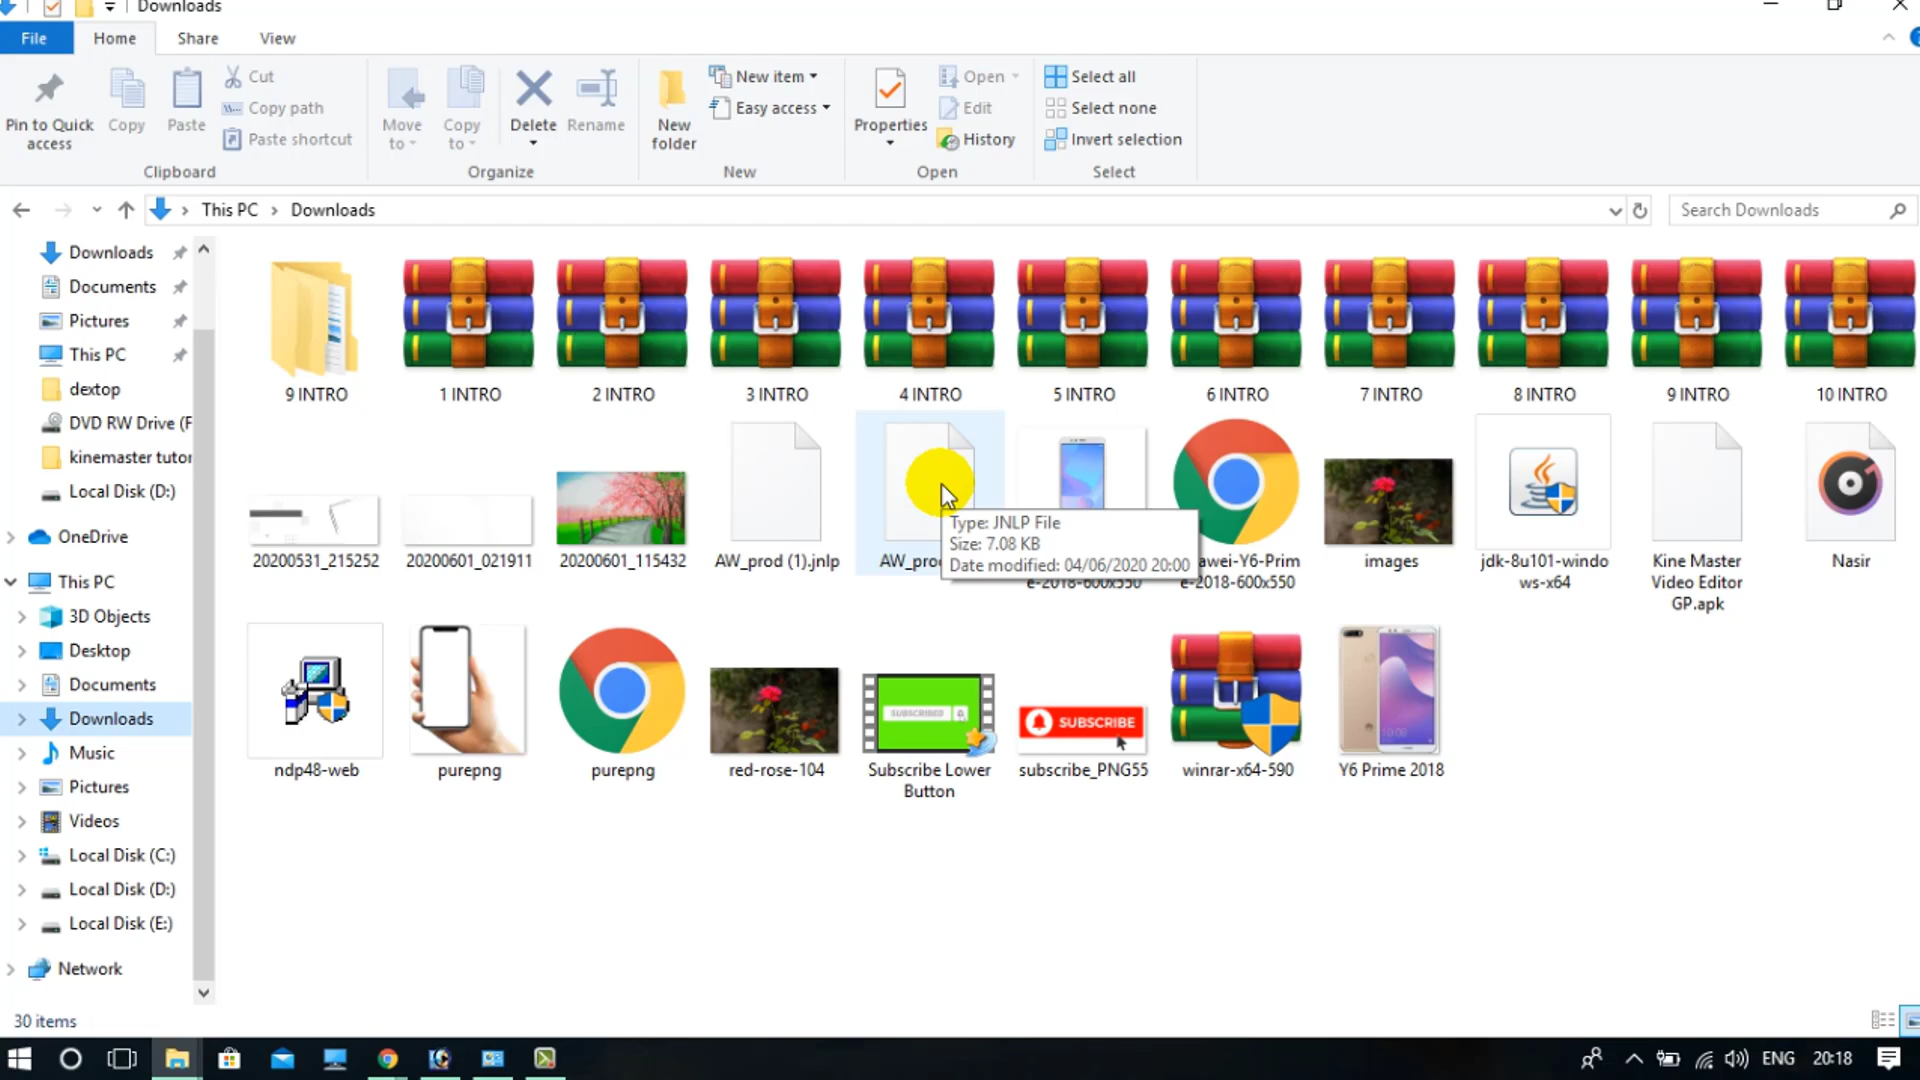 Downloads
File
Home
Share
View
Pin to Quick
access
Copy
Paste
Cut
Copy path
Paste shortcut
Clipboard
Move
to
Copy
to
Delete
Rename
Organize
New
folder
New item
Easy access
New
Properties
Open
Edit
History
Open
Select all
Select none
Invert selection
Select
This PC
Downloads
Search Downloads
Downloads
Documents
Pictures
This PC
dextop
DVD RW Drive (F
kinemaster tutor
Local Disk (D:)
OneDrive
This PC
3D Objects
Desktop
Documents
Downloads
Music
Pictures
Videos
Local Disk (C:)
Local Disk (D:)
Local Disk (E:)
Network
9 INTRO
1 INTRO
2 INTRO
3 INTRO
4 INTRO
5 INTRO
6 INTRO
7 INTRO
8 INTRO
9 INTRO
10 INTRO
20200531_215252
20200601_021911
20200601_115432
AW_prod (1).jnlp
Type: JNLP File
Size: 7.08 KB
Date modified: 04/06/2020 20:00
e-2018-600x550
images
jdk-8u101-windo
ws-x64
Kine Master
Video Editor
GP.apk
Nasir
ndp48-web
purepng
purepng
red-rose-104
SUBSCRIBED
Subscribe Lower
Button
SUBSCRIBE
subscribe_PNG55
winrar-x64-590
Y6 Prime 2018
30 items
ENG
20:18